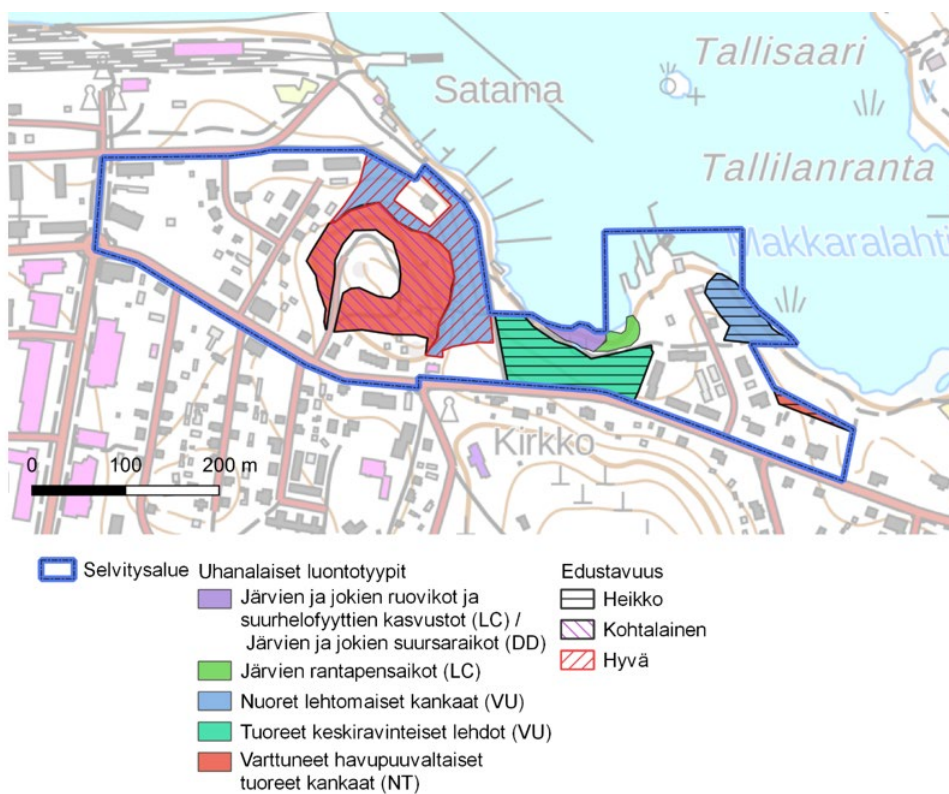 Tallisaari
Satama
Tallilanranta
Makkaralahti
Kirkko
0 100 200 m
Selvitysalue
Uhanalaiset luontotyypit
Järvien ja jokien ruovikot ja
suurhelofyyttien kasvustot (LC) /
Järvien ja jokien suursaraikot (DD)
Järvien rantapensaikot (LC)
Nuoret lehtomaiset kankaat (VU)
Tuoreet keskiravinteiset lehdot (VU)
Varttuneet havupuuvaltaiset
tuoreet kankaat (NT)
Edustavuus
Heikko
Kohtalainen
Hyvä